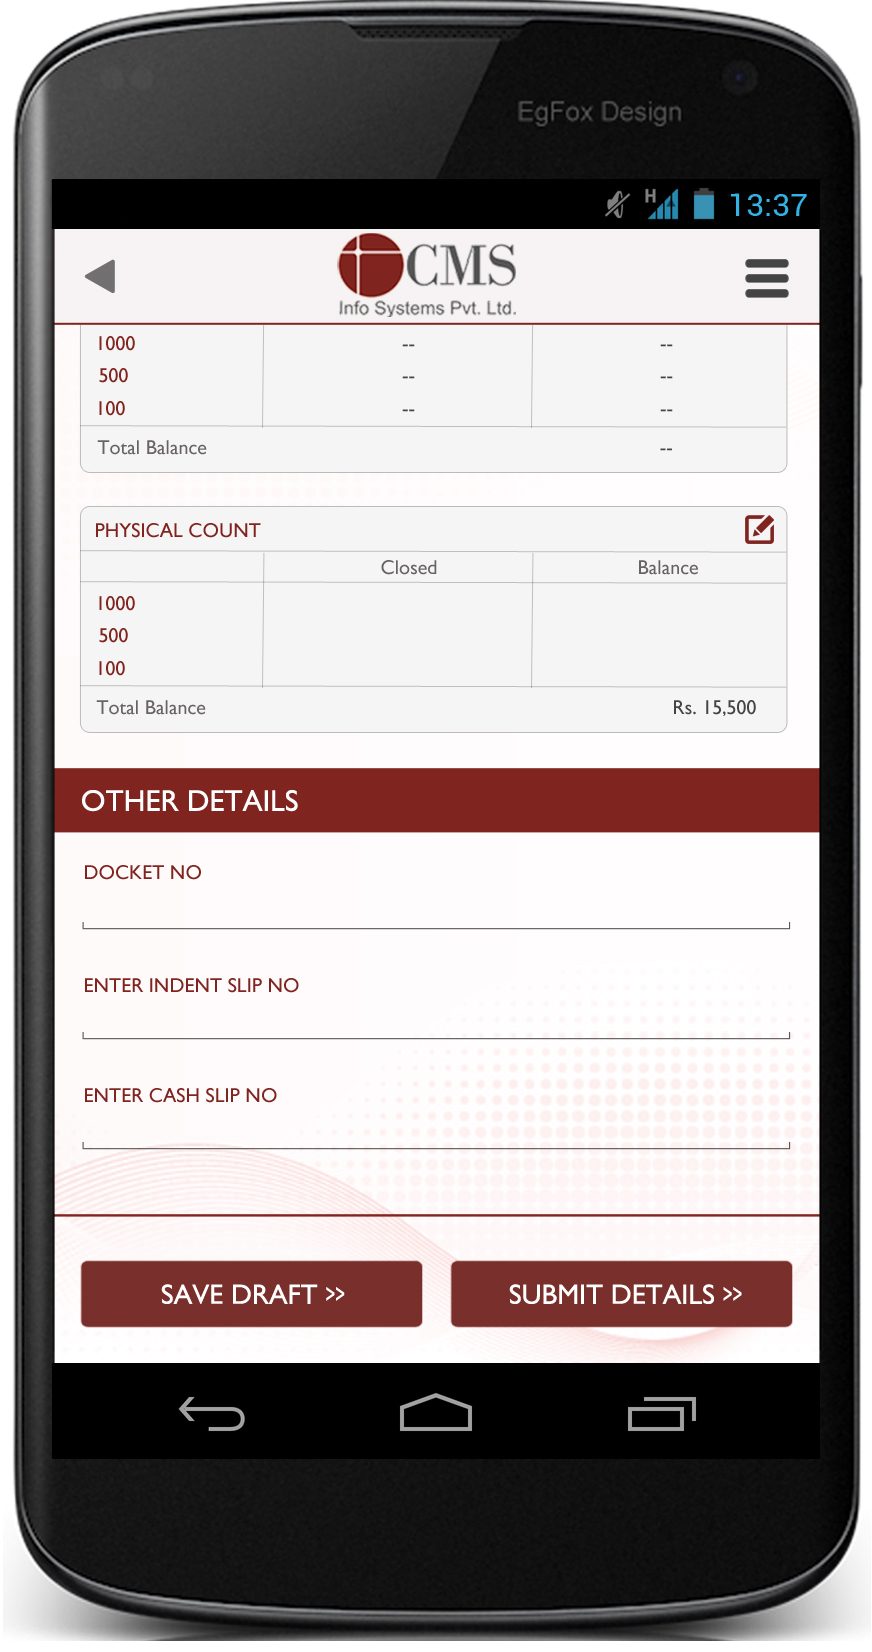 EgFox Design
H 13:37
CMS
Info Systems Pvt. Ltd.
1000 -- --
500 -- --
100 -- --
Total Balance --
PHYSICAL COUNT
Closed Balance
1000
500
100
Total Balance Rs. 15,500
OTHER DETAILS
DOCKET NO
ENTER INDENT SLIP NO
ENTER CASH SLIP NO
SAVE DRAFT >> SUBMIT DETAILS >>